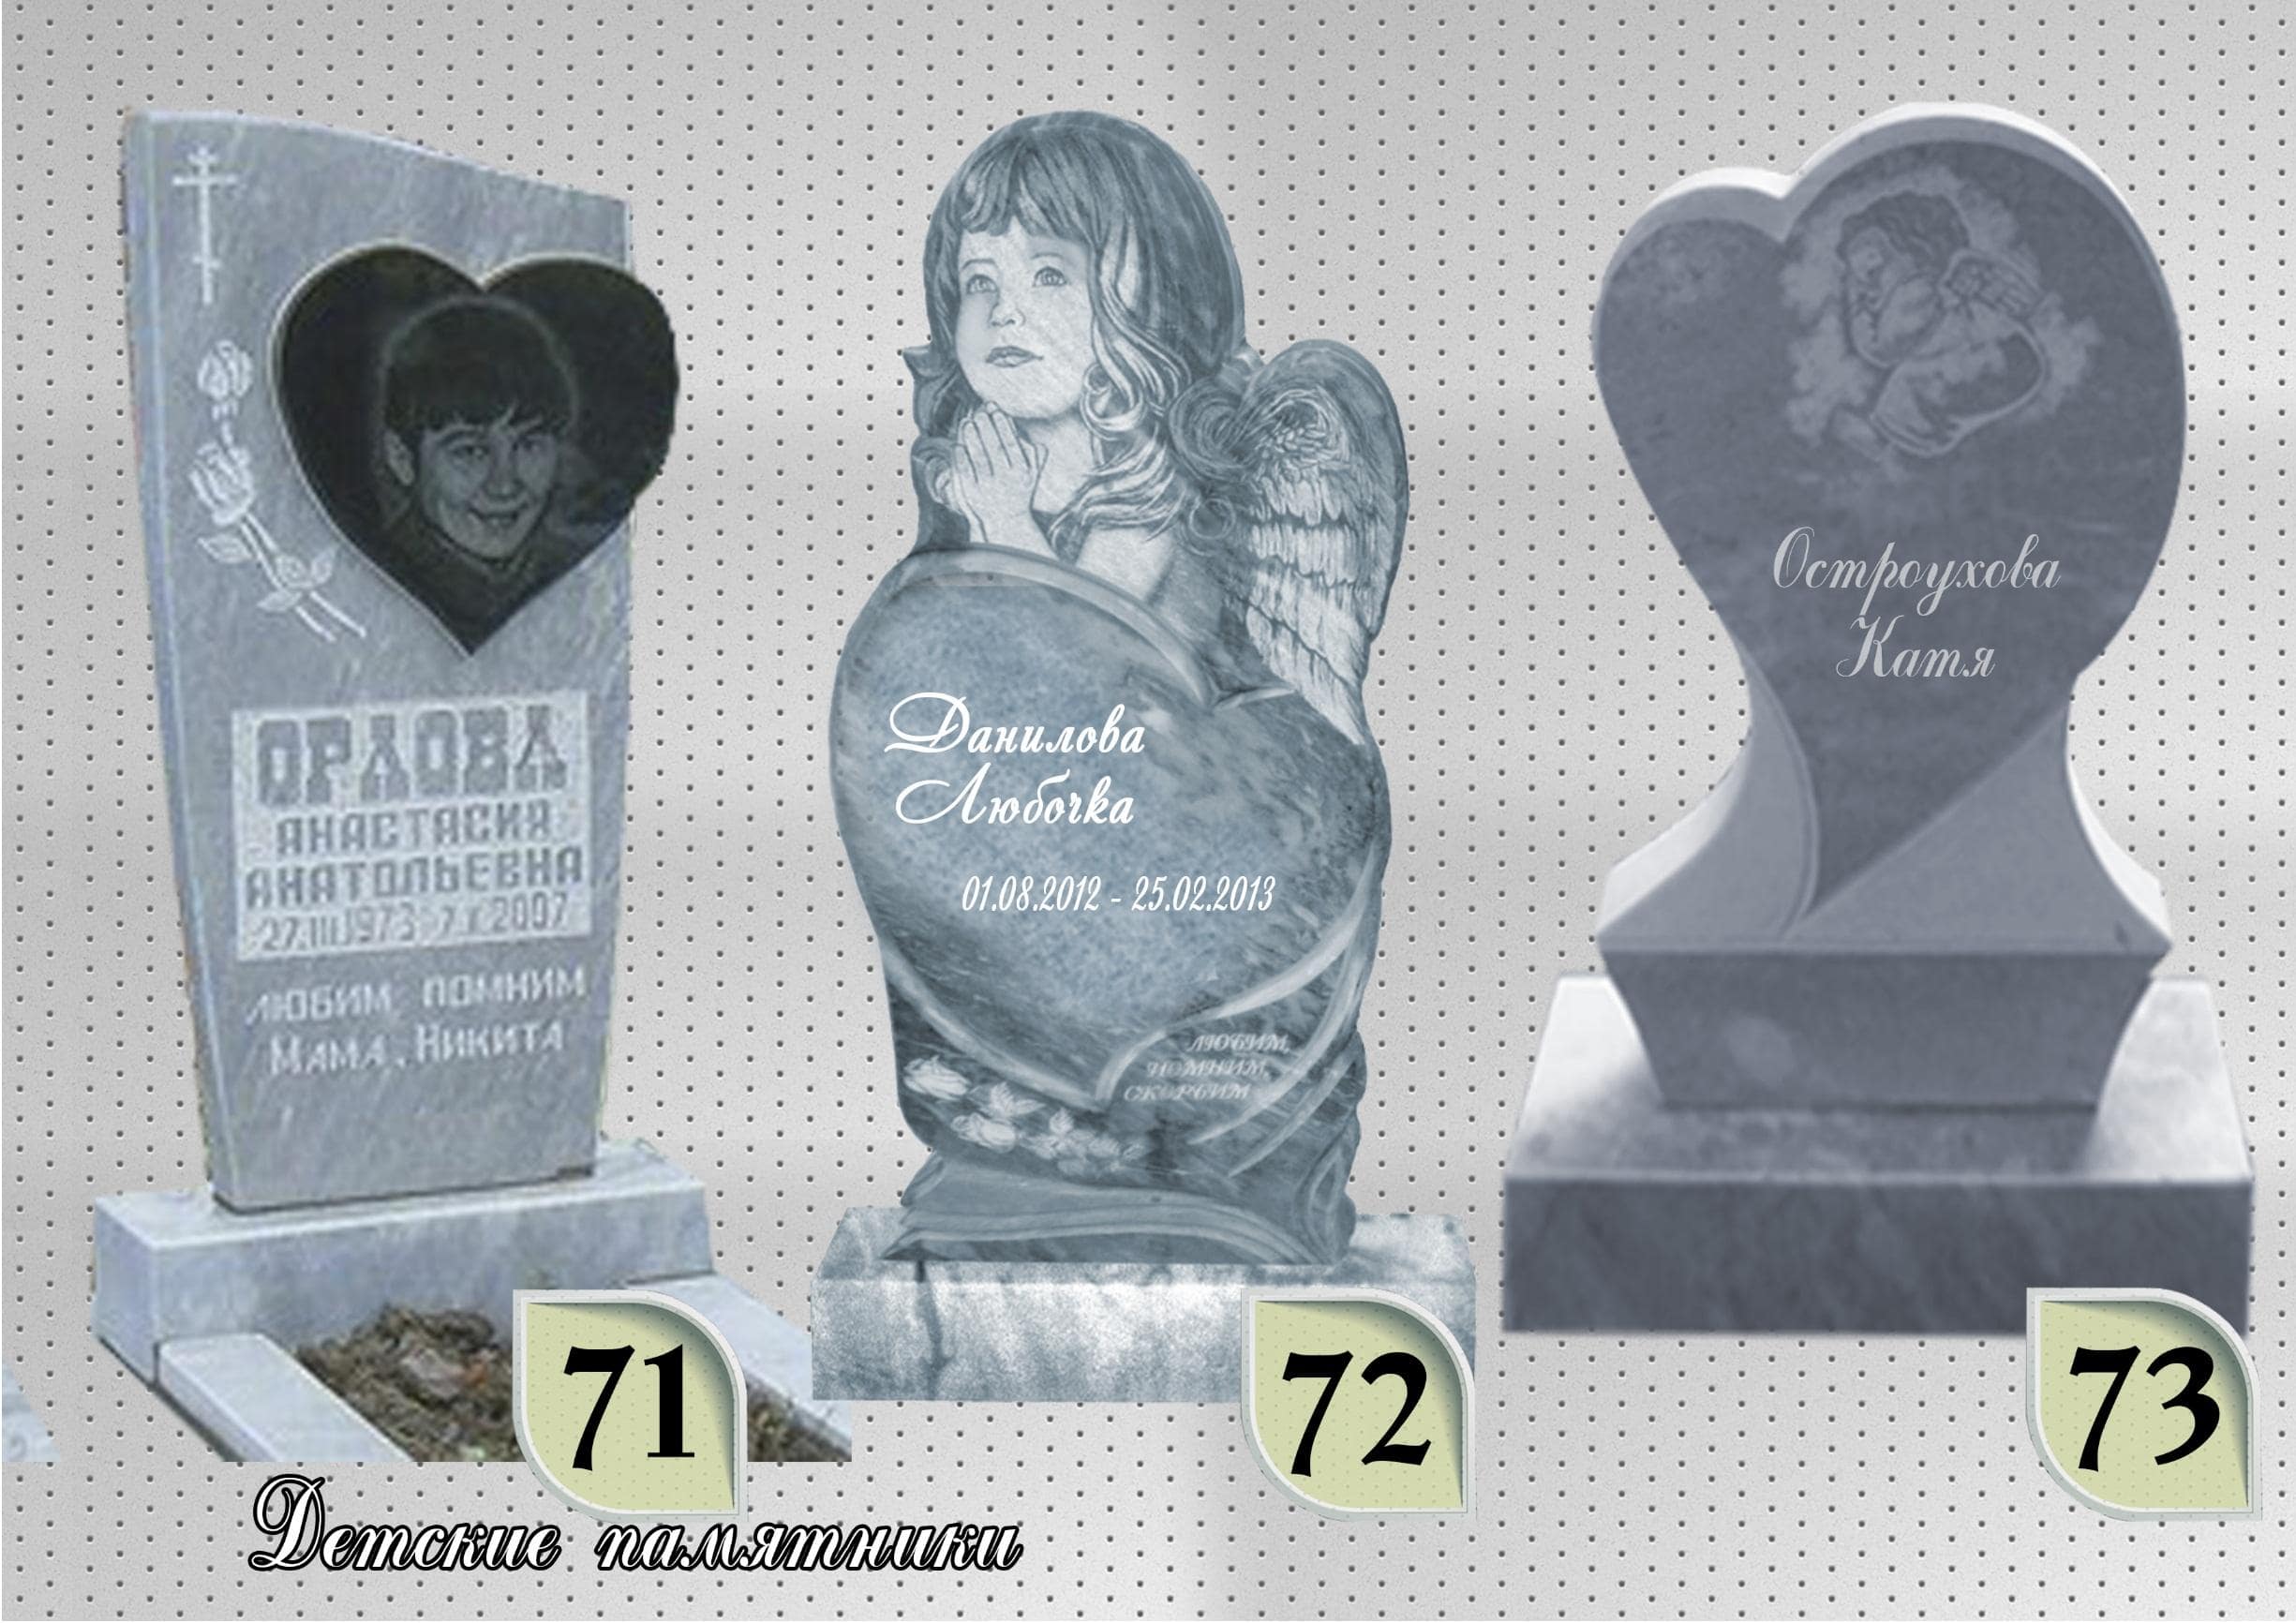 ОРЛОВА
АНАСТАСИЯ
АНАТОЛЬЕВНА
27.III.1973 7.V.2007
ЛЮБИМ, ПОМНИМ
МАМА, НИКИТА
Данилова
Любочка
01.08.2012 - 25.02.2013
ЛЮБИМ,
ПОМНИМ,
СКОРБИМ
Остроухова
Катя
71
72
73
Детские памятники